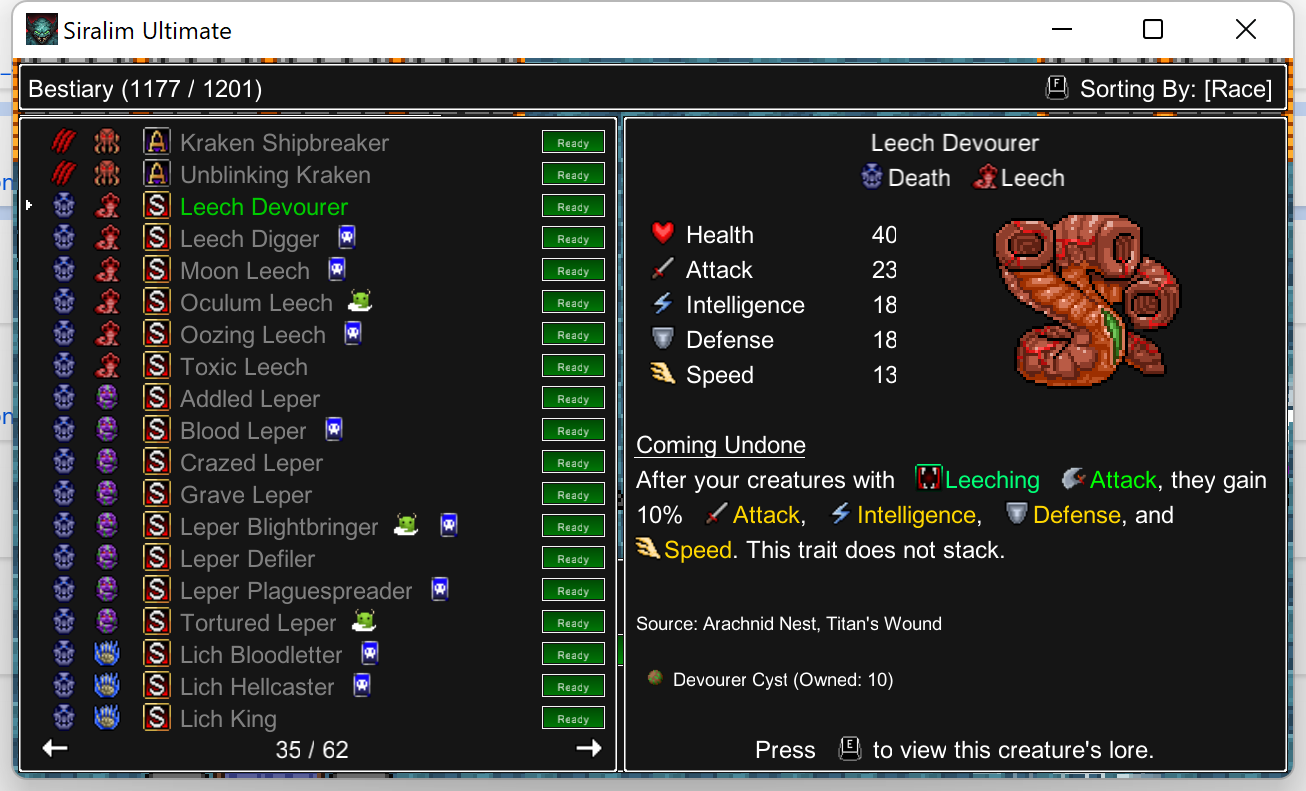 Siralim Ultimate
Bestiary (1177 / 1201)
F Sorting By: [Race]
A Kraken Shipbreaker Ready
A Unblinking Kraken Ready
S Leech Devourer Ready
S Leech Digger Ready
S Moon Leech Ready
S Oculum Leech Ready
S Oozing Leech Ready
S Toxic Leech Ready
S Addled Leper Ready
S Blood Leper Ready
S Crazed Leper Ready
S Grave Leper Ready
S Leper Blightbringer Ready
S Leper Defiler Ready
S Leper Plaguespreader Ready
S Tortured Leper Ready
S Lich Bloodletter Ready
S Lich Hellcaster Ready
S Lich King Ready
35 / 62
Leech Devourer
Death Leech
Health 40
Attack 23
Intelligence 18
Defense 18
Speed 13
Coming Undone
After your creatures with Leeching Attack, they gain
10% Attack, Intelligence, Defense, and
Speed. This trait does not stack.
Source: Arachnid Nest, Titan's Wound
Devourer Cyst (Owned: 10)
Press E to view this creature's lore.